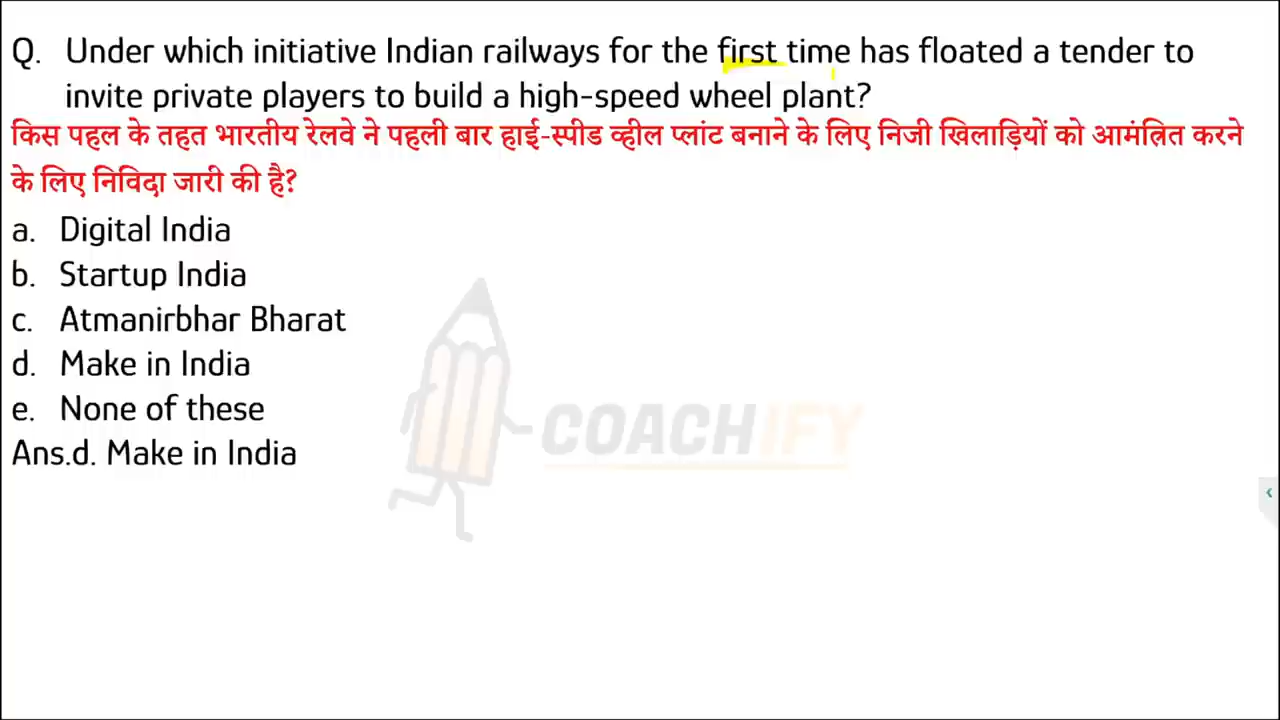 Q. Under which initiative Indian railways for the first time has floated a tender to
invite private players to build a high-speed wheel plant?
किस पहल के तहत भारतीय रेलवे ने पहली बार हाई-स्पीड व्हील प्लांट बनाने के लिए निजी खिलाड़ियों को आमंत्रित करने
के लिए निविदा जारी की है?
a. Digital India
b. Startup India
c. Atmanirbhar Bharat
d. Make in India
e. None of these
Ans.d. Make in India
COACHIFY